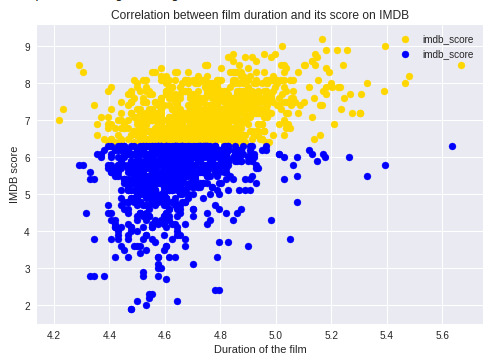 Correlation between film duration and its score on IMDB
imdb_score
imdb_score
9
8
7
6
5
4
3
2
IMDB score
4.2 4.4 4.6 4.8 5.0 5.2 5.4 5.6
Duration of the film